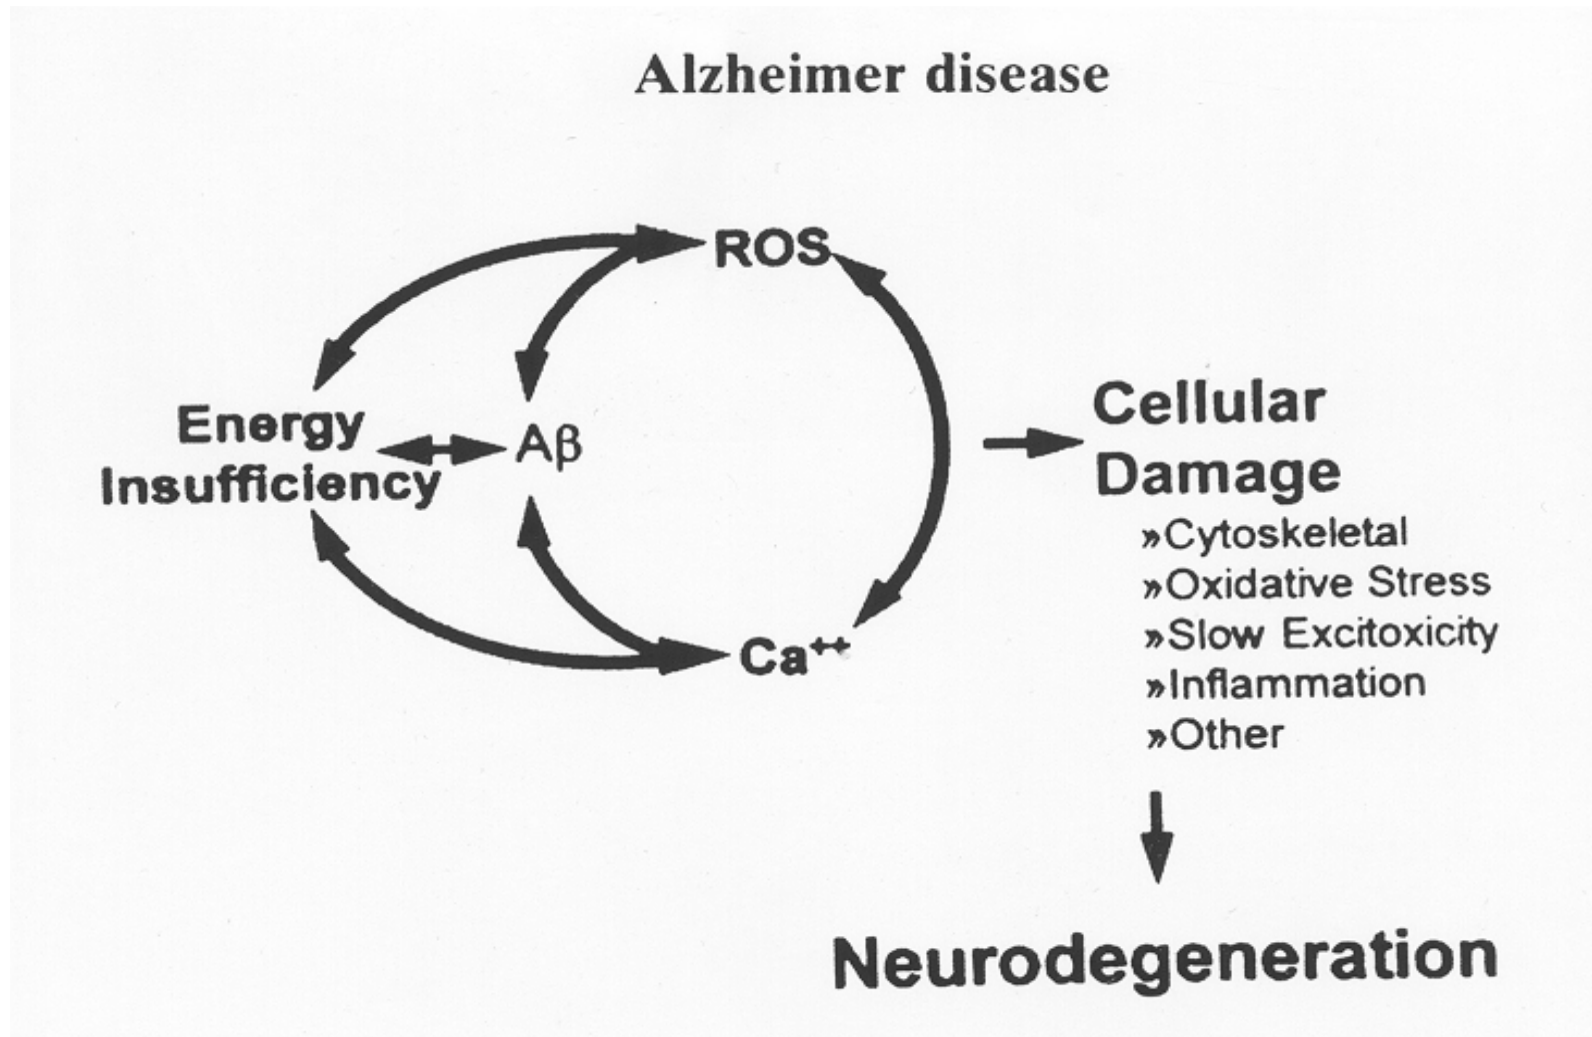 Alzheimer disease
ROS
Energy
Insufficiency
Aβ
Ca⁺⁺
Cellular
Damage
»Cytoskeletal
»Oxidative Stress
»Slow Excitoxicity
»Inflammation
»Other
Neurodegeneration